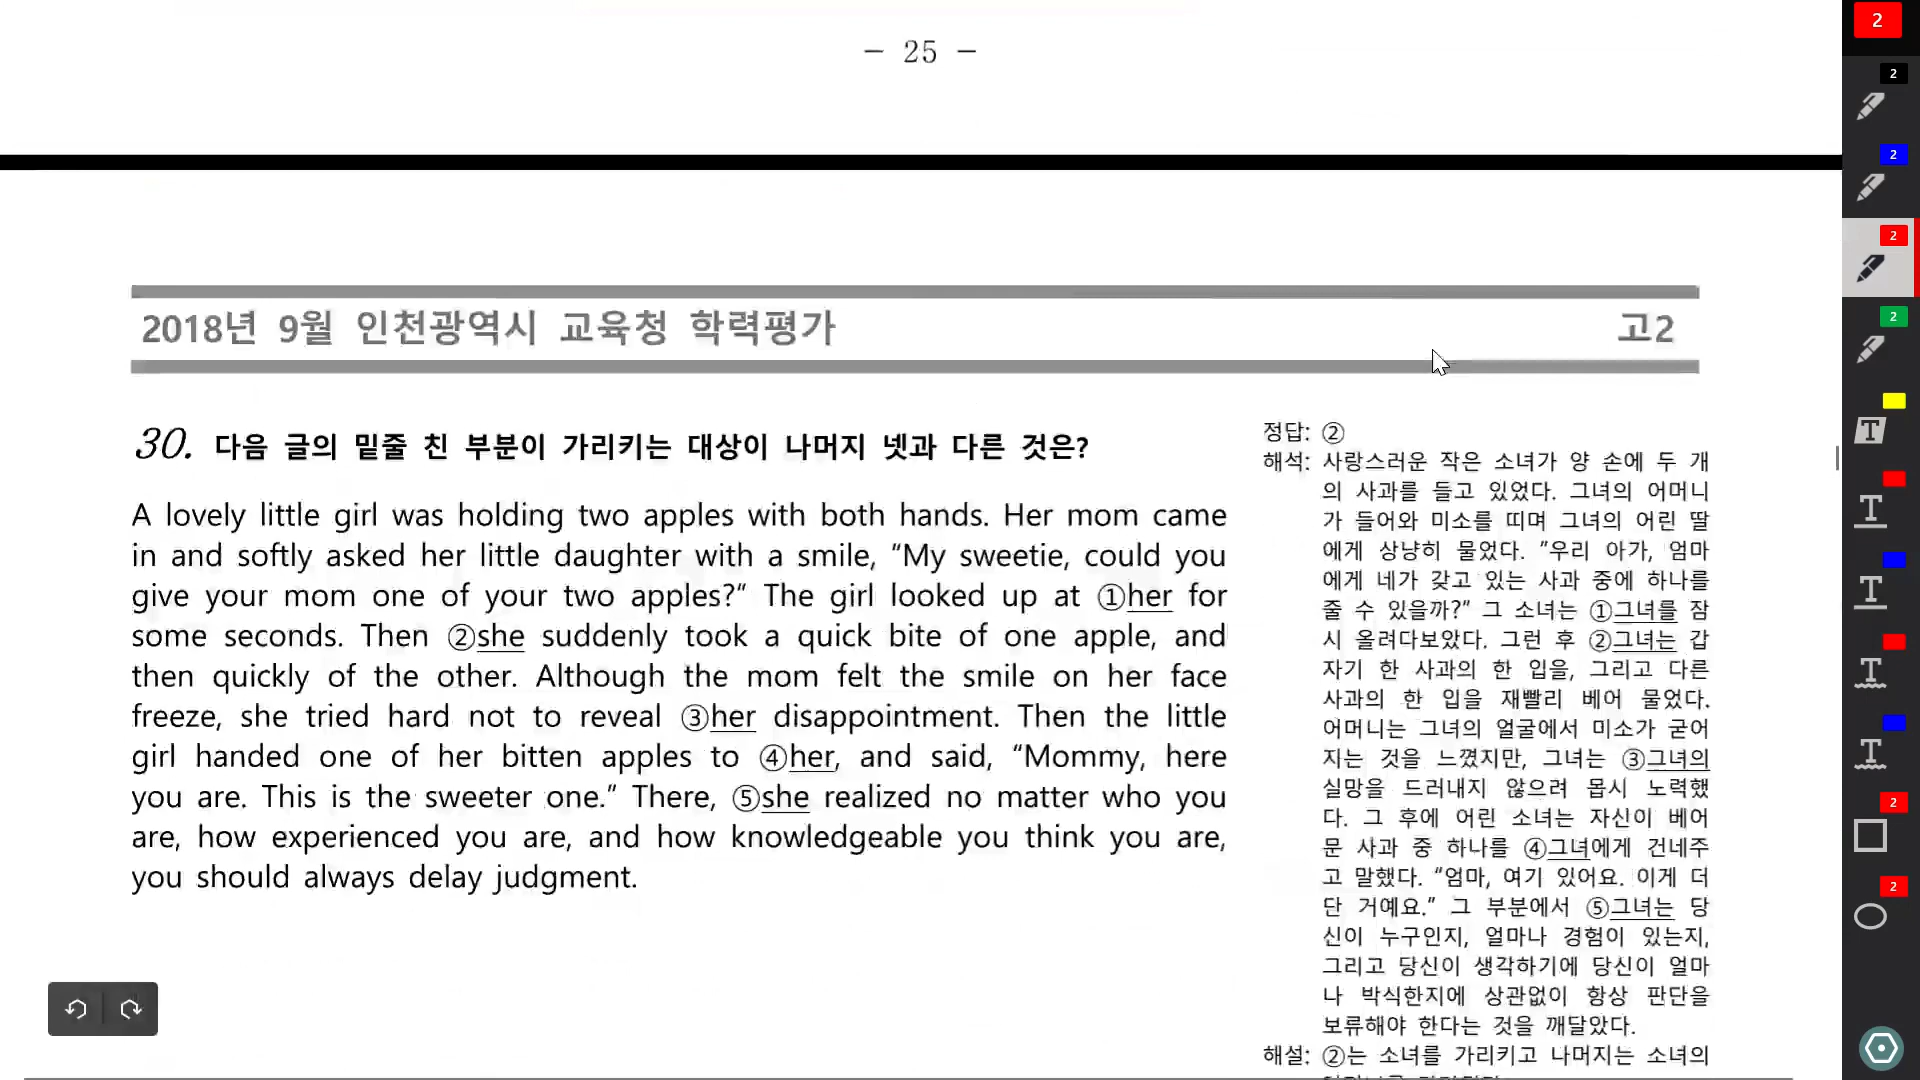 - 25 -
2018년 9월 인천광역시 교육청 학력평가 고2
30. 다음 글의 밑줄 친 부분이 가리키는 대상이 나머지 넷과 다른 것은?
A lovely little girl was holding two apples with both hands. Her mom came
in and softly asked her little daughter with a smile, “My sweetie, could you
give your mom one of your two apples?“ The girl looked up at ①her for
some seconds. Then ②she suddenly took a quick bite of one apple, and
then quickly of the other. Although the mom felt the smile on her face
freeze, she tried hard not to reveal ③her disappointment. Then the little
girl handed one of her bitten apples to ④her, and said, “Mommy, here
you are. This is the sweeter one.” There, ⑤she realized no matter who you
are, how experienced you are, and how knowledgeable you think you are,
you should always delay judgment.
정답: ②
해석: 사랑스러운 작은 소녀가 양 손에 두 개
의 사과를 들고 있었다. 그녀의 어머니
가 들어와 미소를 띠며 그녀의 어린 딸
에게 상냥히 물었다. ”우리 아가, 엄마
에게 네가 갖고 있는 사과 중에 하나를
줄 수 있을까?” 그 소녀는 ①그녀를 잠
시 올려다보았다. 그런 후 ②그녀는 갑
자기 한 사과의 한 입을, 그리고 다른
사과의 한 입을 재빨리 베어 물었다.
어머니는 그녀의 얼굴에서 미소가 굳어
지는 것을 느꼈지만, 그녀는 ③그녀의
실망을 드러내지 않으려 몹시 노력했
다. 그 후에 어린 소녀는 자신이 베어
문 사과 중 하나를 ④그녀에게 건네주
고 말했다. “엄마, 여기 있어요. 이게 더
단 거예요.” 그 부분에서 ⑤그녀는 당
신이 누구인지, 얼마나 경험이 있는지,
그리고 당신이 생각하기에 당신이 얼마
나 박식한지에 상관없이 항상 판단을
보류해야 한다는 것을 깨달았다.
해설: ②는 소녀를 가리키고 나머지는 소녀의
2
2
2
2
2
T
T
T
T
T
2
2